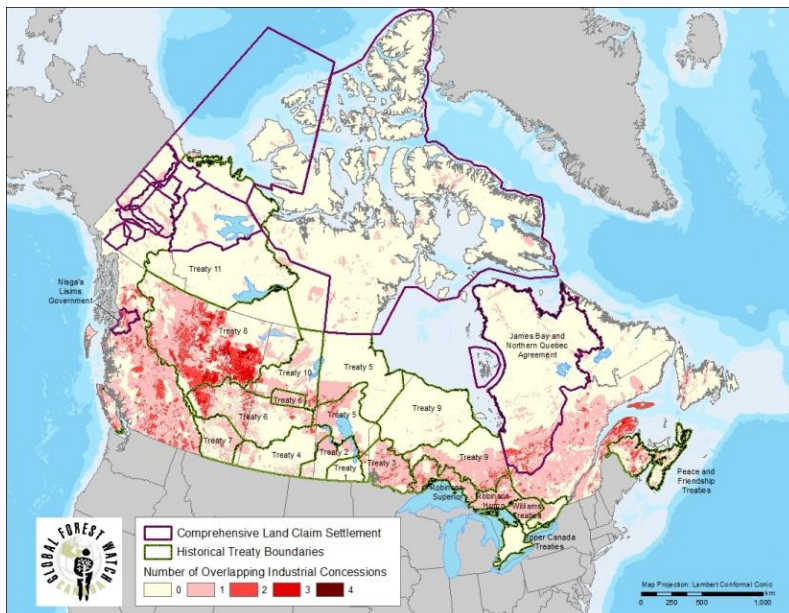 Treaty 11
Nisga'a
Lisims
Government
Treaty 8
James Bay and
Northern Quebec
Agreement
Treaty 10
Treaty 5
Treaty 6
Treaty 9
Treaty 6
Treaty 5
Treaty 7
Treaty 4
Treaty 2
Treaty 3
Treaty 9
Treaty
1
Robinson
Superior
Robinson
Huron
Williams
Treaties
Upper Canada
Treaties
Peace and
Friendship
Treaties
GLOBAL FOREST WATCH
CANADA
Comprehensive Land Claim Settlement
Historical Treaty Boundaries
Number of Overlapping Industrial Concessions
0 1 2 3 4
Map Projection: Lambert Conformal Conic
km
0 250 500 1,000